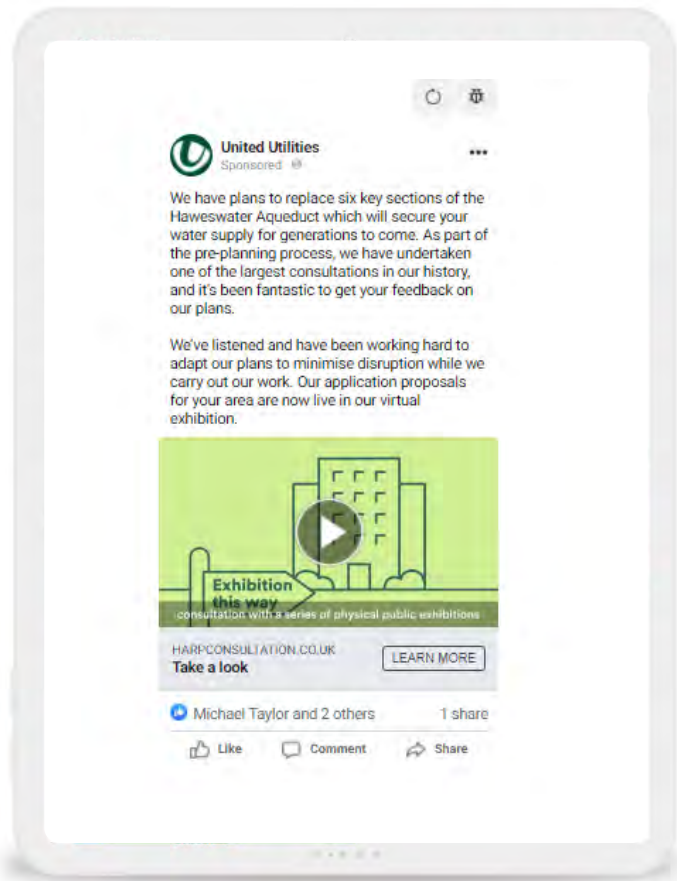 United Utilities
Sponsored
We have plans to replace six key sections of the
Haweswater Aqueduct which will secure your
water supply for generations to come. As part of
the pre-planning process, we have undertaken
one of the largest consultations in our history,
and it's been fantastic to get your feedback on
our plans.
We've listened and have been working hard to
adapt our plans to minimise disruption while we
carry out our work. Our application proposals
for your area are now live in our virtual
exhibition.
Exhibition
this way
consultation with a series of physical public exhibitions
HARPCONSULTATION.CO.UK
Take a look
LEARN MORE
Michael Taylor and 2 others 1 share
Like Comment Share